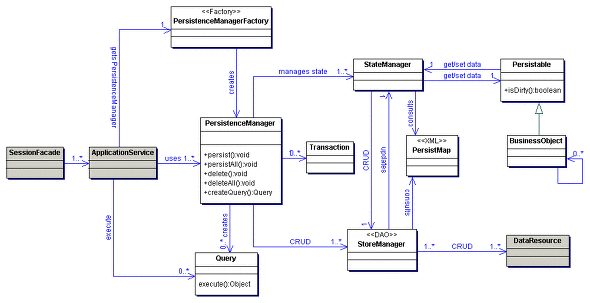 <<Factory>>
PersistenceManagerFactory
1..*
gets PersistenceManager
creates
StateManager
get/set data
1
get/set data
1
Persistable
+isDirty():boolean
manages state
1..*
PersistenceManager
+persist():void
+persistAll():void
+delete():void
+deleteAll():void
+createQuery():Query
Transaction
0..*
consults
<<XML>>
PersistMap
CRUD
updates
1
BusinessObject
0..*
SessionFacade
1..*
ApplicationService
uses
1..*
consults
execute
creates
0..*
CRUD
1..*
<<DAO>>
StoreManager
1..*
CRUD
1..*
DataResource
0..*
Query
execute():Object